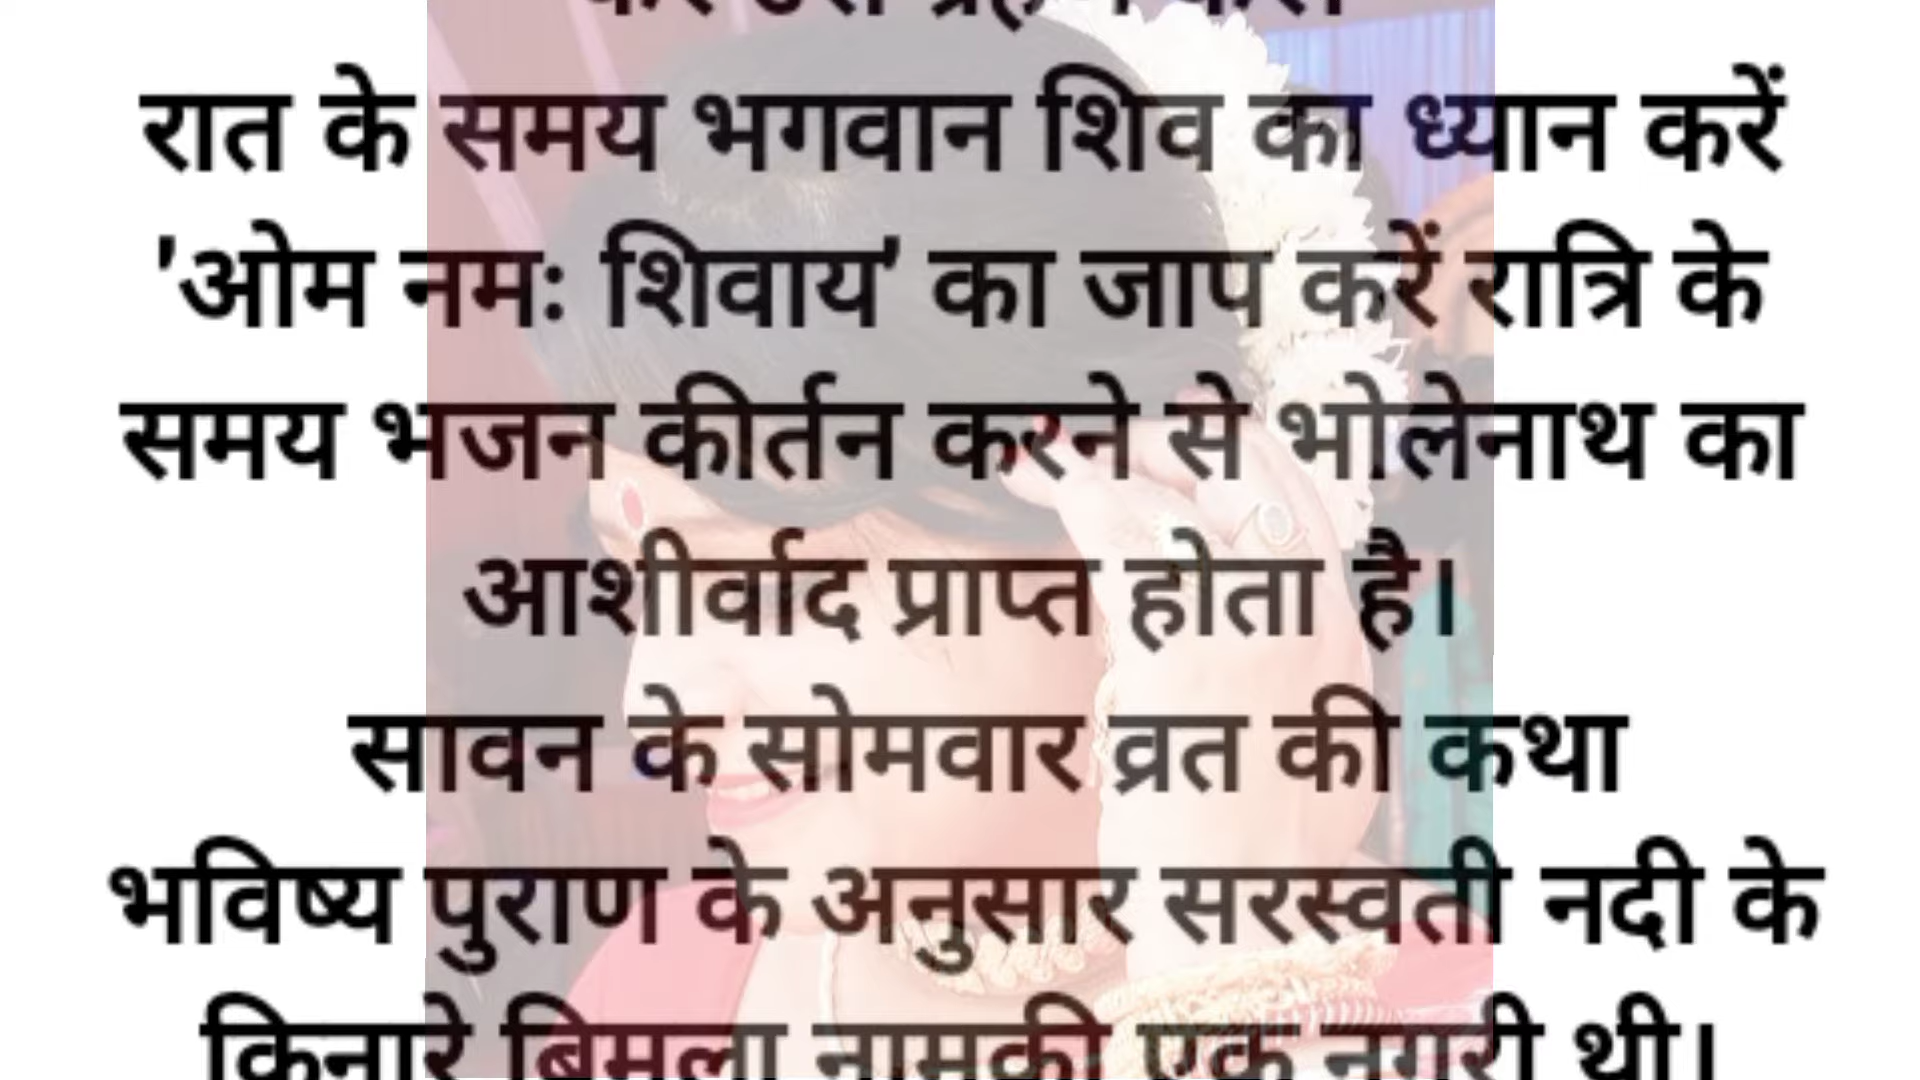 रात के समय भगवान शिव का ध्यान करें
'ओम नमः शिवाय' का जाप करें रात्रि के
समय भजन कीर्तन करने से भोलेनाथ का
आशीर्वाद प्राप्त होता है।
सावन के सोमवार व्रत की कथा
भविष्य पुराण के अनुसार सरस्वती नदी के
किनारे बिमला नामकी एक नगरी थी।